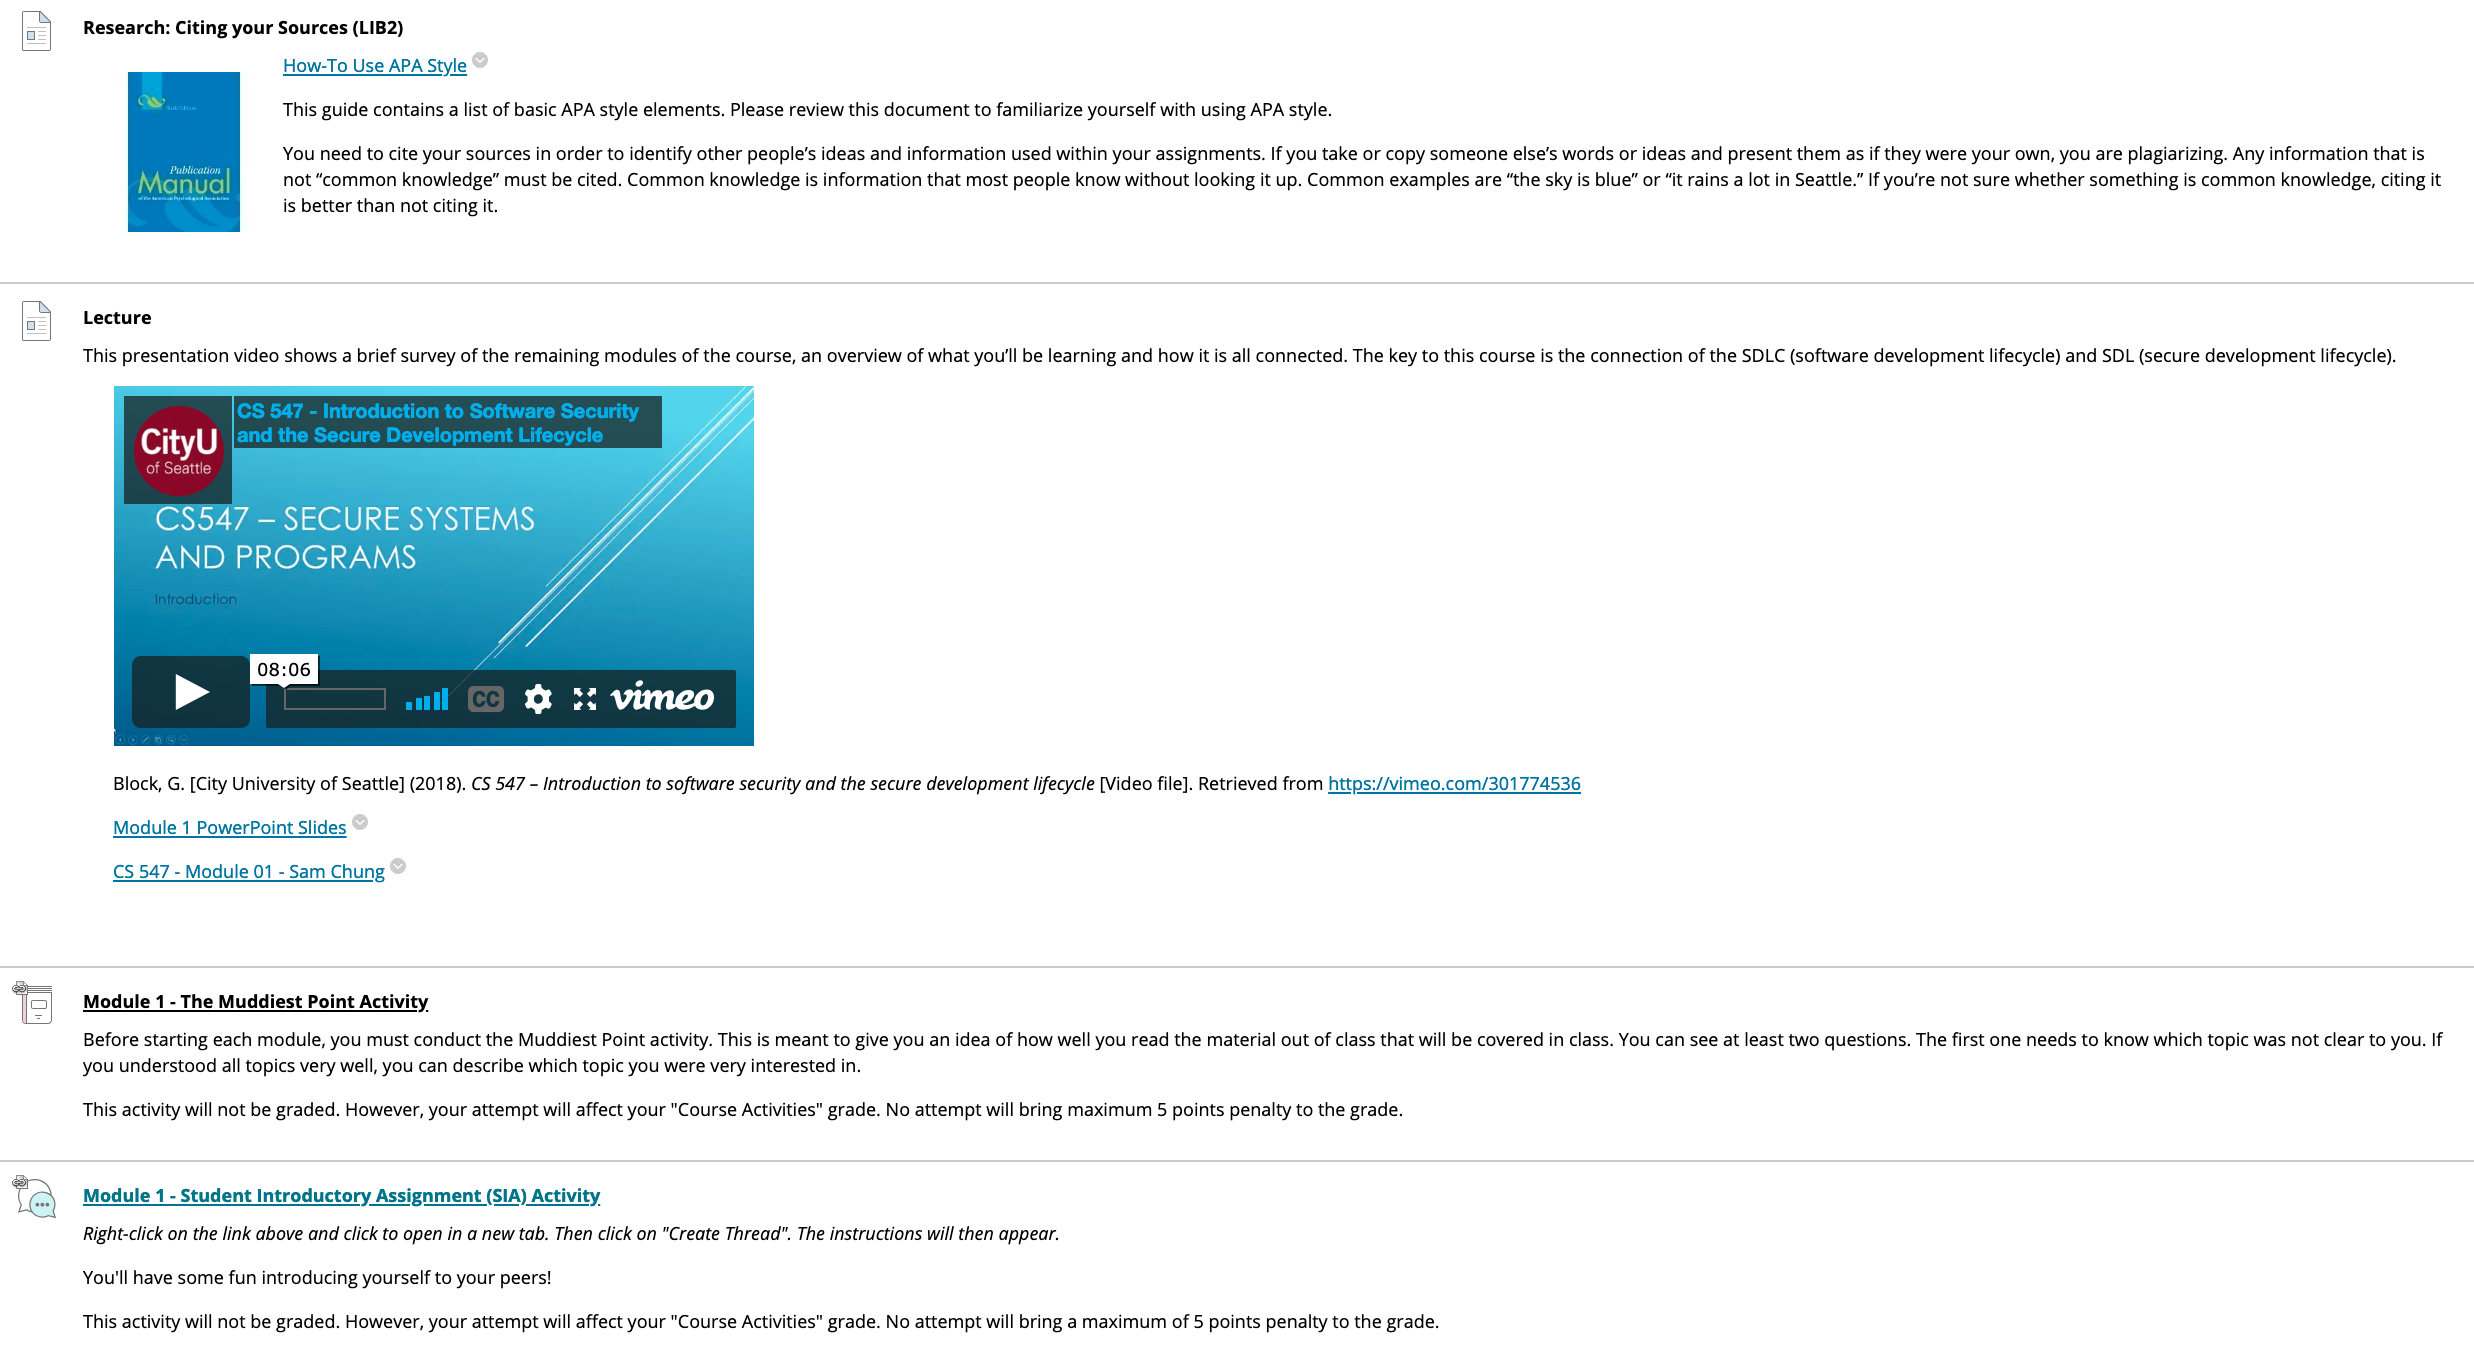 Research: Citing your Sources (LIB2)
How-To Use APA Style
Sixth Edition
Publication
Manual
of the American Psychological Association
This guide contains a list of basic APA style elements. Please review this document to familiarize yourself with using APA style.
You need to cite your sources in order to identify other people’s ideas and information used within your assignments. If you take or copy someone else’s words or ideas and present them as if they were your own, you are plagiarizing. Any information that is
not “common knowledge” must be cited. Common knowledge is information that most people know without looking it up. Common examples are “the sky is blue” or “it rains a lot in Seattle.” If you’re not sure whether something is common knowledge, citing it
is better than not citing it.
Lecture
This presentation video shows a brief survey of the remaining modules of the course, an overview of what you’ll be learning and how it is all connected. The key to this course is the connection of the SDLC (software development lifecycle) and SDL (secure development lifecycle).
CityU
of Seattle
CS 547 - Introduction to Software Security
and the Secure Development Lifecycle
CS547 – SECURE SYSTEMS
AND PROGRAMS
Introduction
08:06
CC
vimeo
Block, G. [City University of Seattle] (2018). CS 547 – Introduction to software security and the secure development lifecycle [Video file]. Retrieved from https://vimeo.com/301774536
Module 1 PowerPoint Slides
CS 547 - Module 01 - Sam Chung
Module 1 - The Muddiest Point Activity
Before starting each module, you must conduct the Muddiest Point activity. This is meant to give you an idea of how well you read the material out of class that will be covered in class. You can see at least two questions. The first one needs to know which topic was not clear to you. If
you understood all topics very well, you can describe which topic you were very interested in.
This activity will not be graded. However, your attempt will affect your "Course Activities" grade. No attempt will bring maximum 5 points penalty to the grade.
Module 1 - Student Introductory Assignment (SIA) Activity
Right-click on the link above and click to open in a new tab. Then click on "Create Thread". The instructions will then appear.
You'll have some fun introducing yourself to your peers!
This activity will not be graded. However, your attempt will affect your "Course Activities" grade. No attempt will bring a maximum of 5 points penalty to the grade.